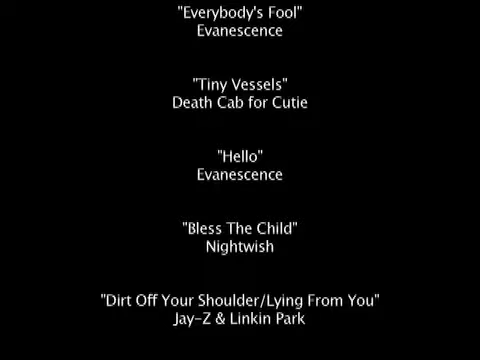 "Everybody's Fool"
Evanescence
"Tiny Vessels"
Death Cab for Cutie
"Hello"
Evanescence
"Bless The Child"
Nightwish
"Dirt Off Your Shoulder/Lying From You"
Jay-Z & Linkin Park